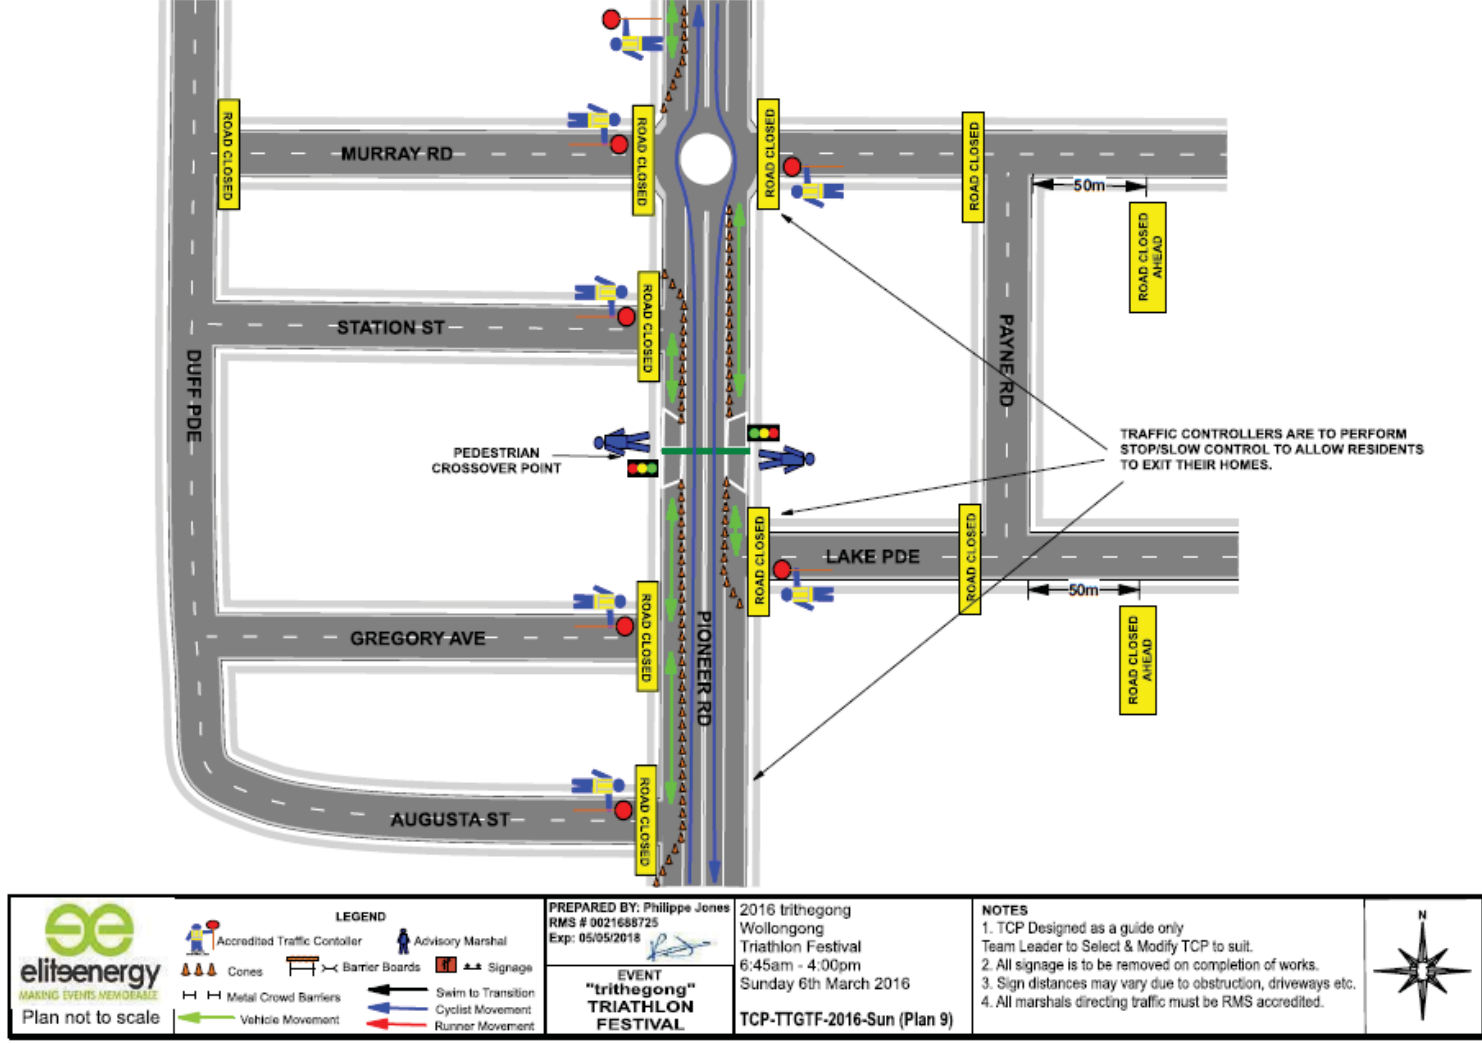 ROAD CLOSED
MURRAY RD
ROAD CLOSED
ROAD CLOSED
ROAD CLOSED
50m
ROAD CLOSED
AHEAD
STATION ST
ROAD CLOSED
DUFF PDE
PAYNE RD
PEDESTRIAN
CROSSOVER POINT
TRAFFIC CONTROLLERS ARE TO PERFORM
STOP/SLOW CONTROL TO ALLOW RESIDENTS
TO EXIT THEIR HOMES.
ROAD CLOSED
LAKE PDE
ROAD CLOSED
50m
ROAD CLOSED
AHEAD
GREGORY AVE
ROAD CLOSED
PIONEER RD
AUGUSTA ST
ROAD CLOSED
eliteenergy
MAKING EVENTS MEMORABLE
Plan not to scale
LEGEND
Accredited Traffic Contoller
Advisory Marshal
Cones
Barrier Boards
Signage
Metal Crowd Barriers
Swim to Transition
Vehicle Movement
Cyclist Movement
Runner Movement
PREPARED BY: Philippe Jones
RMS # 0021688725
Exp: 05/05/2018
EVENT
"trithegong"
TRIATHLON
FESTIVAL
2016 trithegong
Wollongong
Triathlon Festival
6:45am - 4:00pm
Sunday 6th March 2016
TCP-TTGTF-2016-Sun (Plan 9)
NOTES
1. TCP Designed as a guide only
Team Leader to Select & Modify TCP to suit.
2. All signage is to be removed on completion of works.
3. Sign distances may vary due to obstruction, driveways etc.
4. All marshals directing traffic must be RMS accredited.
N